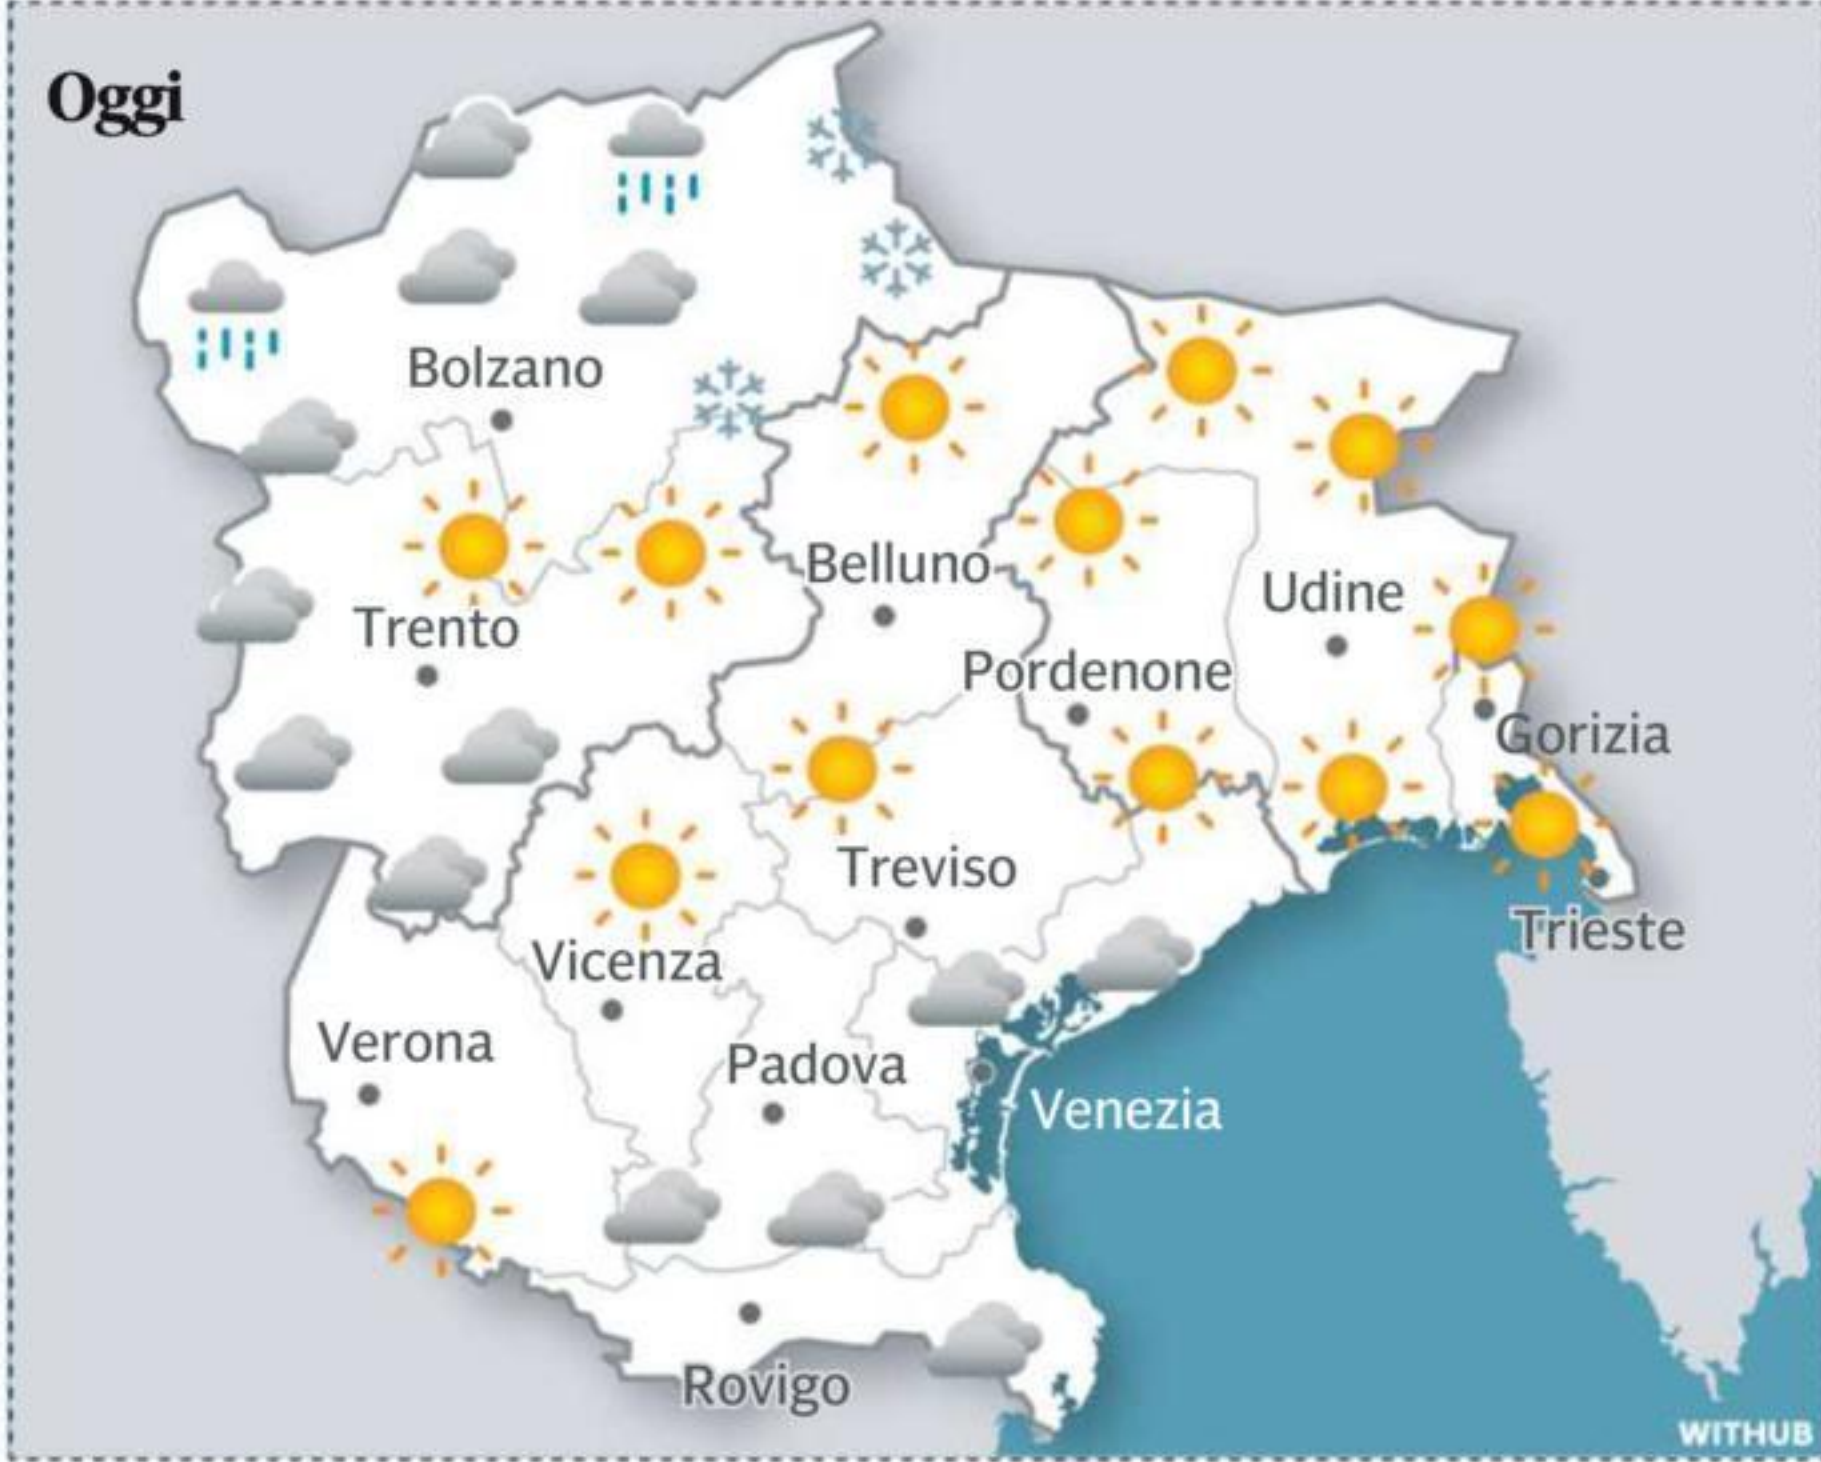 Oggi
Bolzano
Belluno
Udine
Trento
Pordenone
Gorizia
Treviso
Trieste
Vicenza
Verona
Padova
Venezia
Rovigo
WITHUB